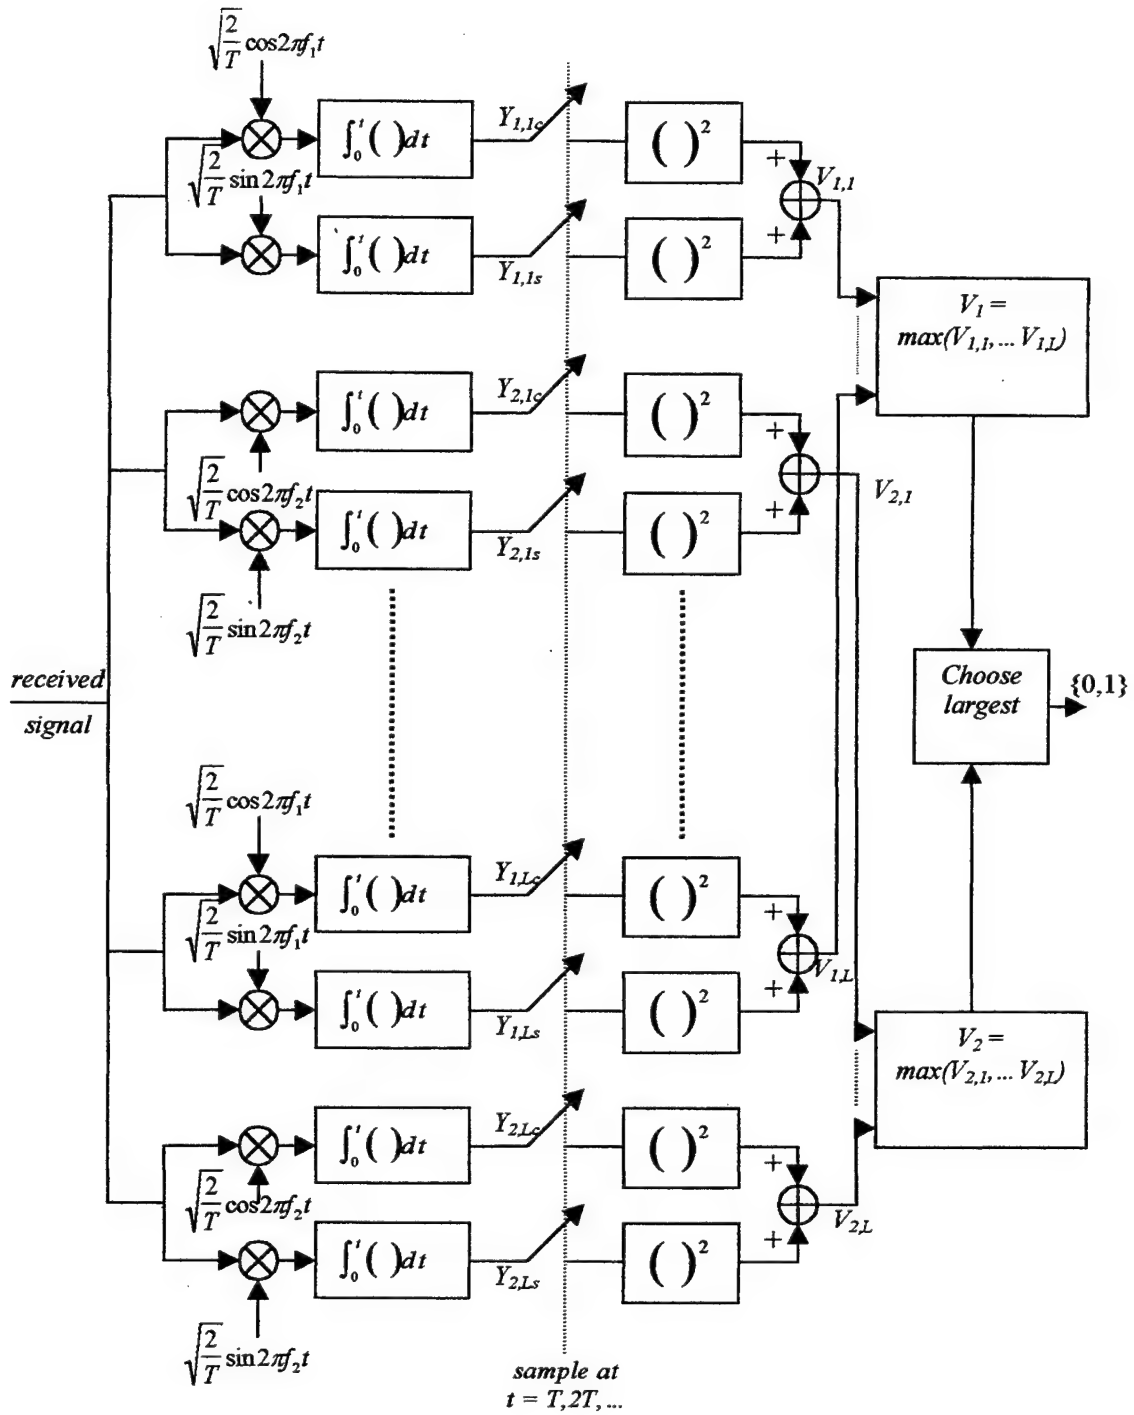 √(2/T) cos2πf₁t
∫₀ᵗ( )dt
Y₁,₁c
( )²
+
V₁,₁
√(2/T) sin2πf₁t
∫₀ᵗ( )dt
Y₁,₁s
( )²
+
V₁ =
max(V₁,₁, ... V₁,L)
∫₀ᵗ( )dt
Y₂,₁c
( )²
+
√(2/T) cos2πf₂t
V₂,₁
∫₀ᵗ( )dt
Y₂,₁s
( )²
+
√(2/T) sin2πf₂t
received
signal
Choose
largest
{0,1}
√(2/T) cos2πf₁t
∫₀ᵗ( )dt
Y₁,Lc
( )²
+
√(2/T) sin2πf₁t
V₁,L
∫₀ᵗ( )dt
Y₁,Ls
( )²
+
V₂ =
max(V₂,₁, ... V₂,L)
∫₀ᵗ( )dt
Y₂,Lc
( )²
+
√(2/T) cos2πf₂t
V₂,L
∫₀ᵗ( )dt
Y₂,Ls
( )²
+
√(2/T) sin2πf₂t
sample at
t = T,2T, ...